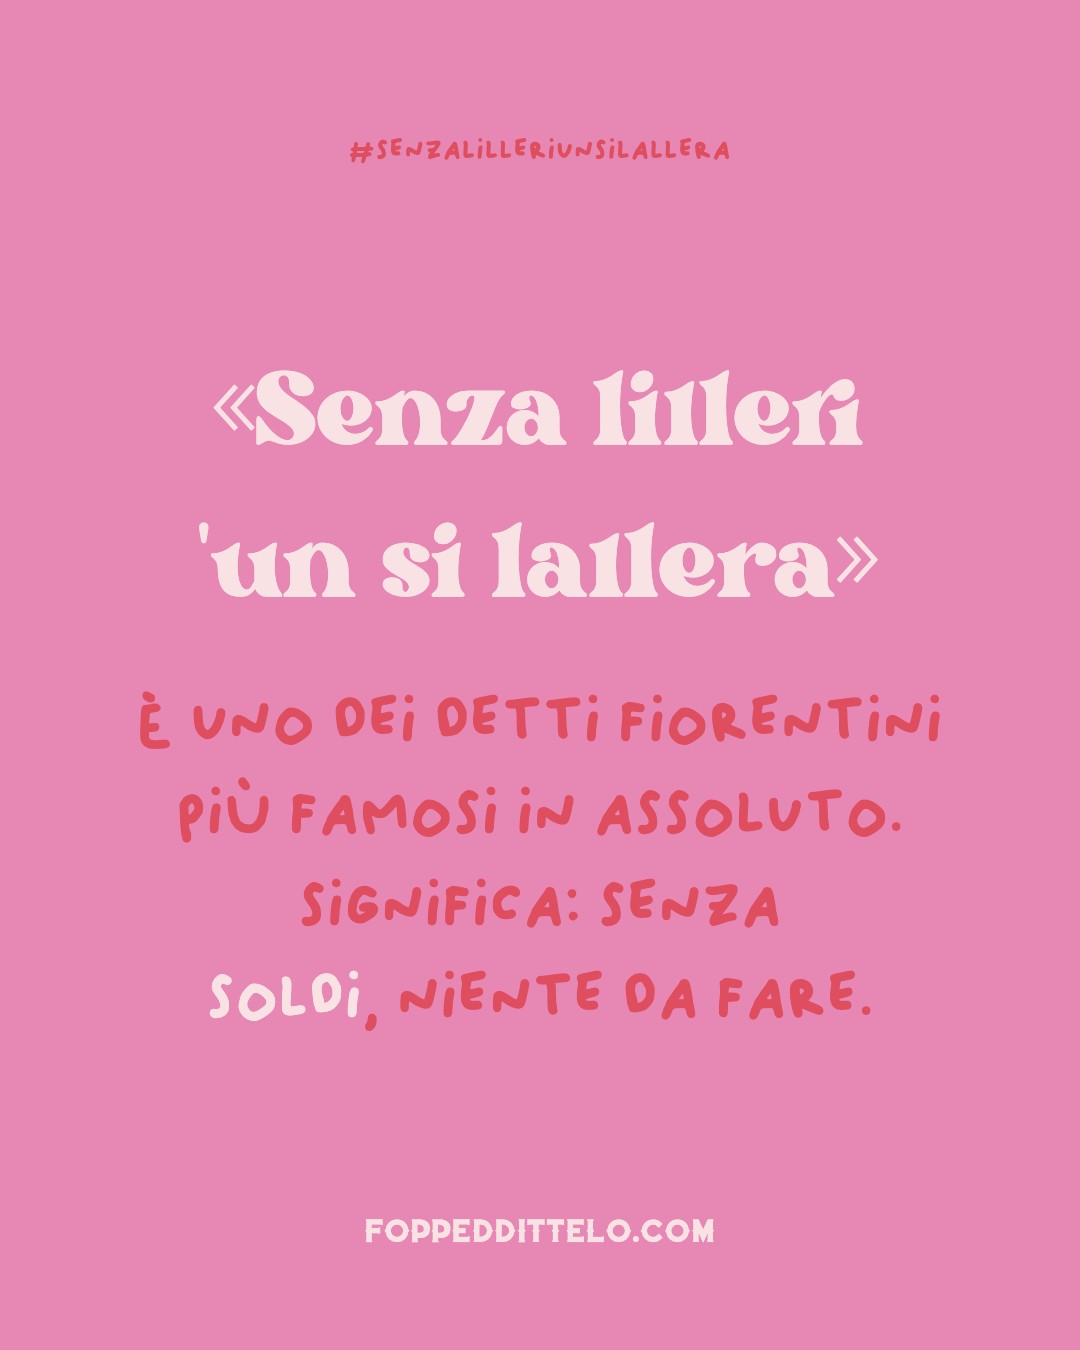 #SENZALILLERIUNSILALLERA
«Senza lilleri
'un si lallera»
È UNO DEI DETTI FIORENTINI
PIÙ FAMOSI IN ASSOLUTO.
SIGNIFICA: SENZA
SOLDI, NIENTE DA FARE.
FOPPEDDITTELO.COM